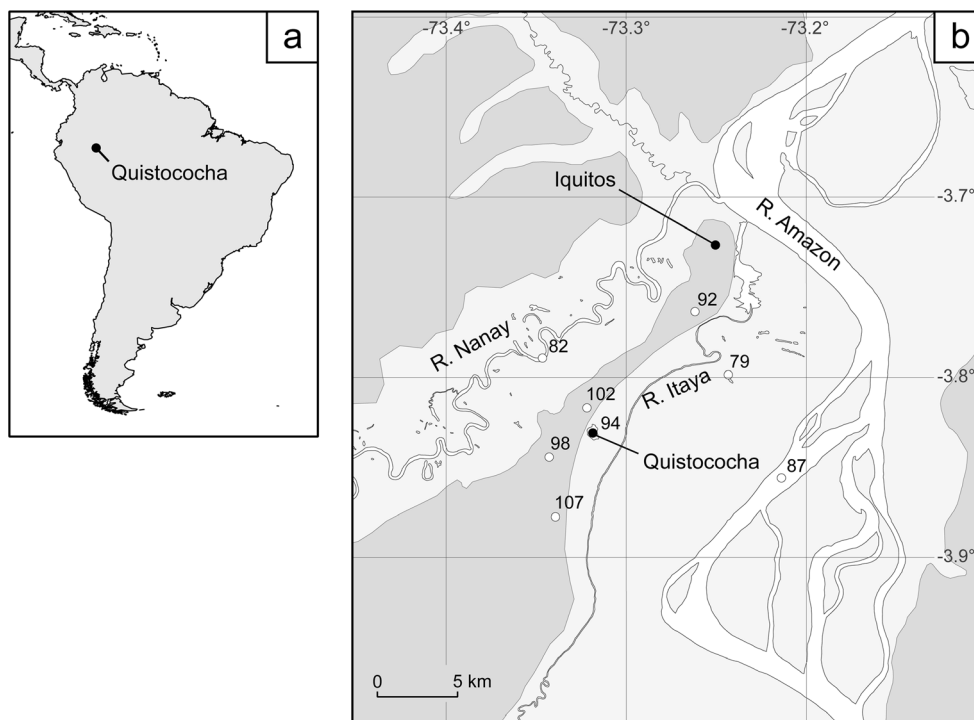 a
Quistococha
b
-73.4°
-73.3°
-73.2°
-3.7°
Iquitos
R. Amazon
92
R. Nanay
82
79
-3.8°
R. Itaya
102
94
98
Quistococha
87
107
-3.9°
0 5 km